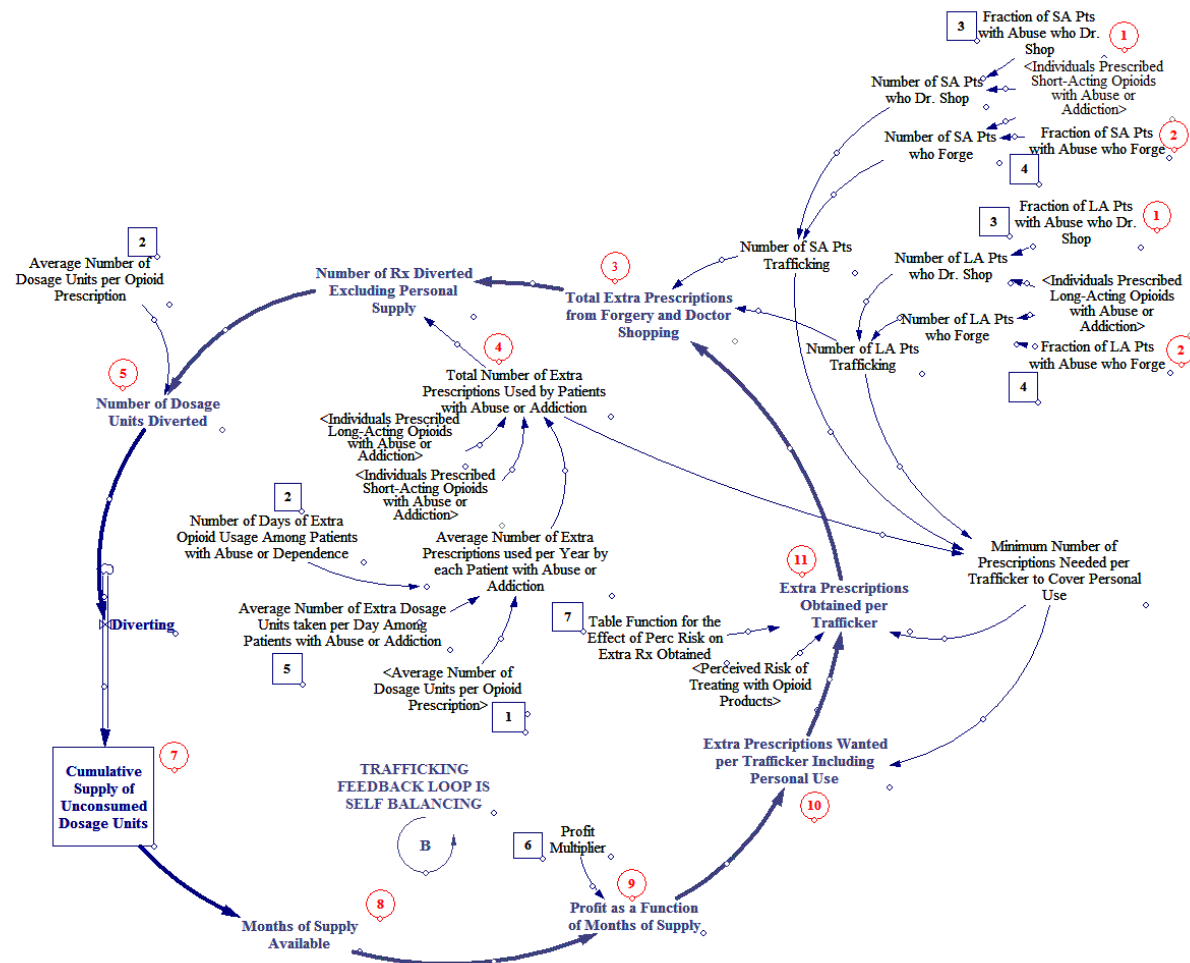 3
Fraction of SA Pts
with Abuse who Dr.
Shop
1
<Individuals Prescribed
Short-Acting Opioids
with Abuse or
Addiction>
Number of SA Pts
who Dr. Shop
Number of SA Pts
who Forge
Fraction of SA Pts
with Abuse who Forge
2
4
3
Fraction of LA Pts
with Abuse who Dr.
Shop
1
Number of LA Pts
who Dr. Shop
<Individuals Prescribed
Long-Acting Opioids
with Abuse or
Addiction>
Number of LA Pts
who Forge
Fraction of LA Pts
with Abuse who Forge
2
4
Number of SA Pts
Trafficking
Number of LA Pts
Trafficking
2
Average Number of
Dosage Units per Opioid
Prescription
Number of Rx Diverted
Excluding Personal
Supply
3
Total Extra Prescriptions
from Forgery and Doctor
Shopping
5
Number of Dosage
Units Diverted
4
Total Number of Extra
Prescriptions Used by Patients
with Abuse or Addiction
<Individuals Prescribed
Long-Acting Opioids
with Abuse or
Addiction>
<Individuals Prescribed
Short-Acting Opioids
with Abuse or
Addiction>
2
Number of Days of Extra
Opioid Usage Among Patients
with Abuse or Dependence
Average Number of Extra
Prescriptions used per Year by
each Patient with Abuse or
Addiction
Average Number of Extra Dosage
Units taken per Day Among
Patients with Abuse or Addiction
5
<Average Number of
Dosage Units per Opioid
Prescription>
1
Minimum Number of
Prescriptions Needed per
Trafficker to Cover Personal
Use
11
Extra Prescriptions
Obtained per
Trafficker
7
Table Function for the
Effect of Perc Risk on
Extra Rx Obtained
<Perceived Risk of
Treating with Opioid
Products>
Diverting
7
Cumulative
Supply of
Unconsumed
Dosage Units
TRAFFICKING
FEEDBACK LOOP IS
SELF BALANCING
B
Extra Prescriptions Wanted
per Trafficker Including
Personal Use
10
6
Profit
Multiplier
9
Profit as a Function
of Months of Supply
8
Months of Supply
Available